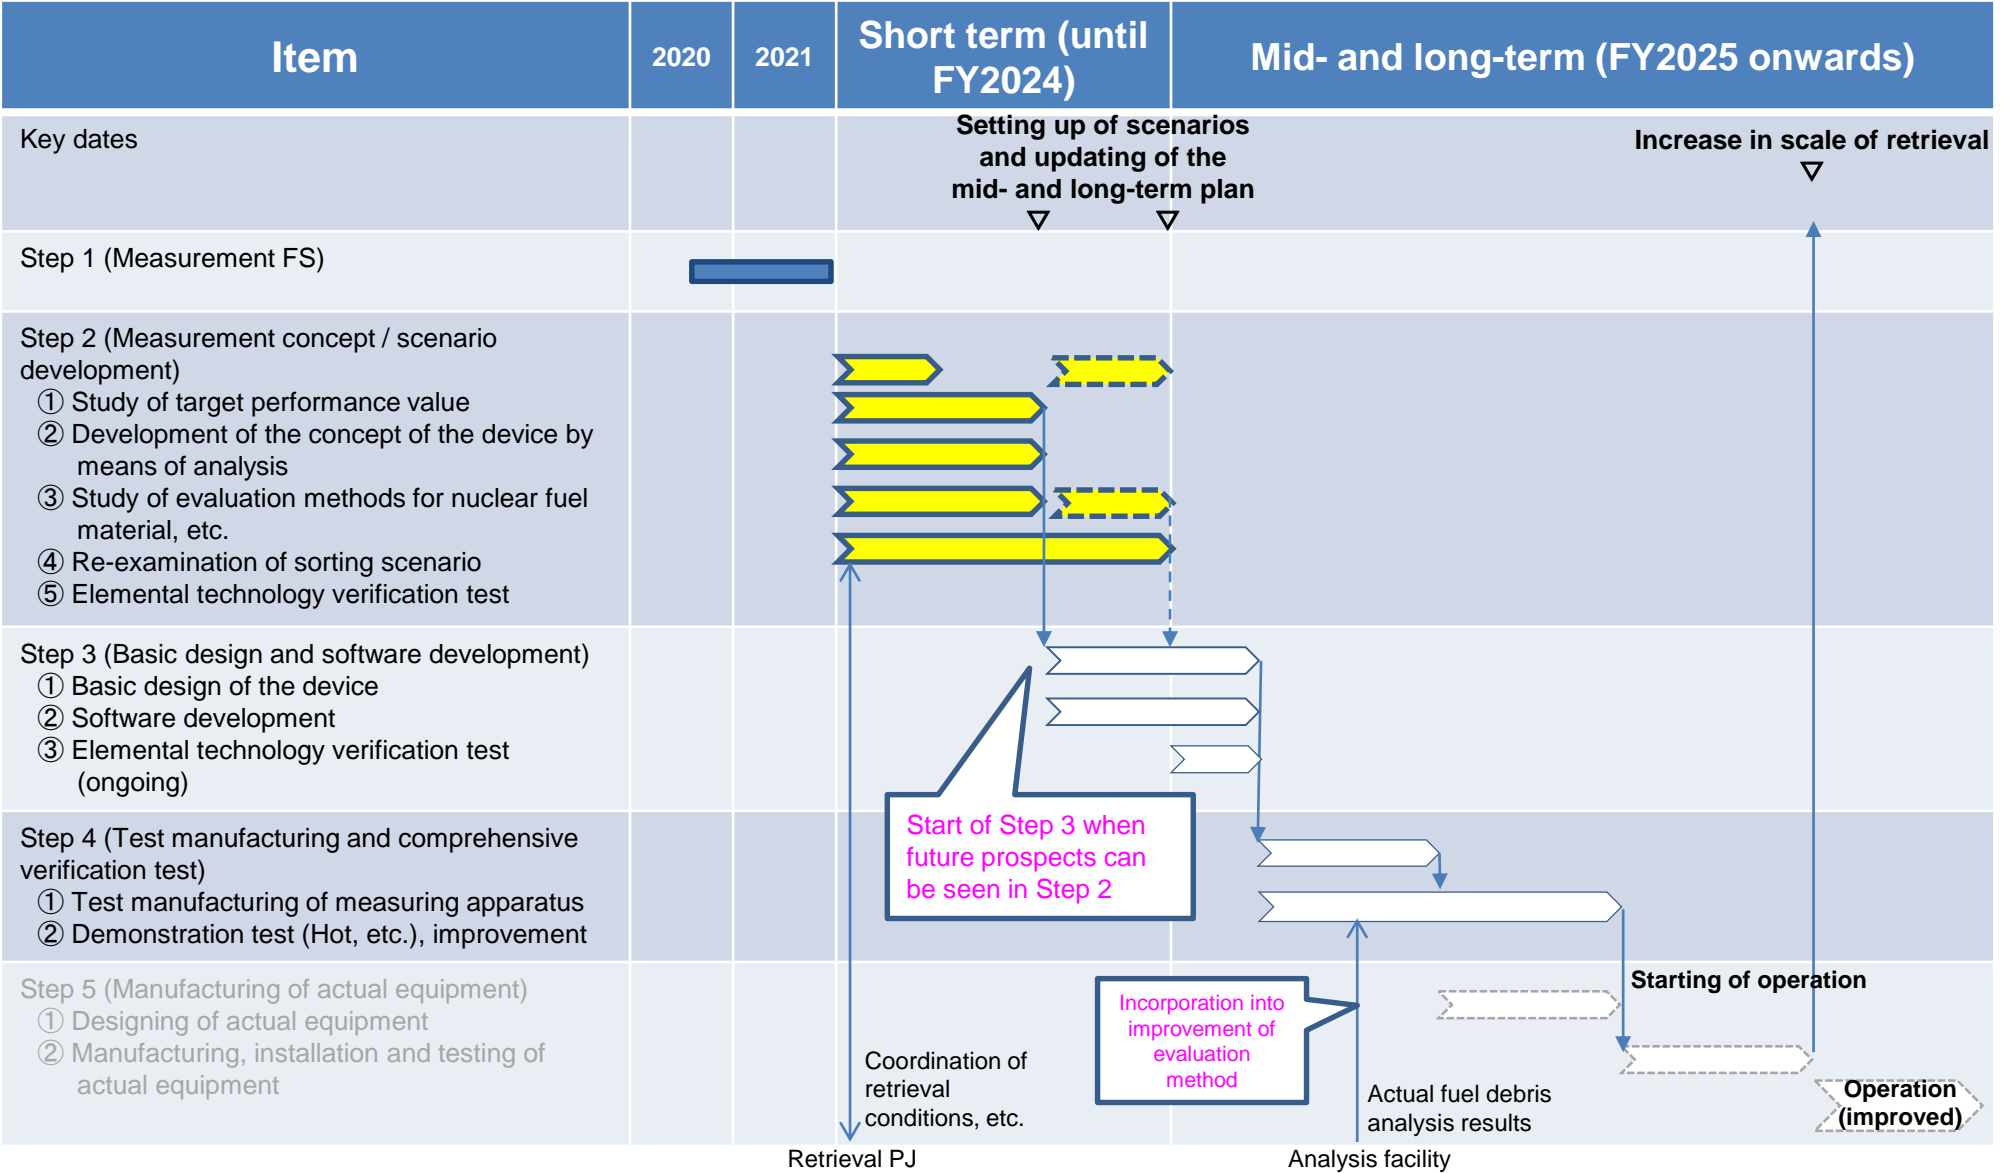 Item
2020
2021
Short term (until
FY2024)
Mid- and long-term (FY2025 onwards)
Key dates
Setting up of scenarios
and updating of the
mid- and long-term plan
Increase in scale of retrieval
Step 1 (Measurement FS)
Step 2 (Measurement concept / scenario
development)
① Study of target performance value
② Development of the concept of the device by
means of analysis
③ Study of evaluation methods for nuclear fuel
material, etc.
④ Re-examination of sorting scenario
⑤ Elemental technology verification test
Step 3 (Basic design and software development)
① Basic design of the device
② Software development
③ Elemental technology verification test
(ongoing)
Start of Step 3 when
future prospects can
be seen in Step 2
Step 4 (Test manufacturing and comprehensive
verification test)
① Test manufacturing of measuring apparatus
② Demonstration test (Hot, etc.), improvement
Step 5 (Manufacturing of actual equipment)
① Designing of actual equipment
② Manufacturing, installation and testing of
actual equipment
Coordination of
retrieval
conditions, etc.
Incorporation into
improvement of
evaluation
method
Actual fuel debris
analysis results
Starting of operation
Operation
(improved)
Retrieval PJ
Analysis facility